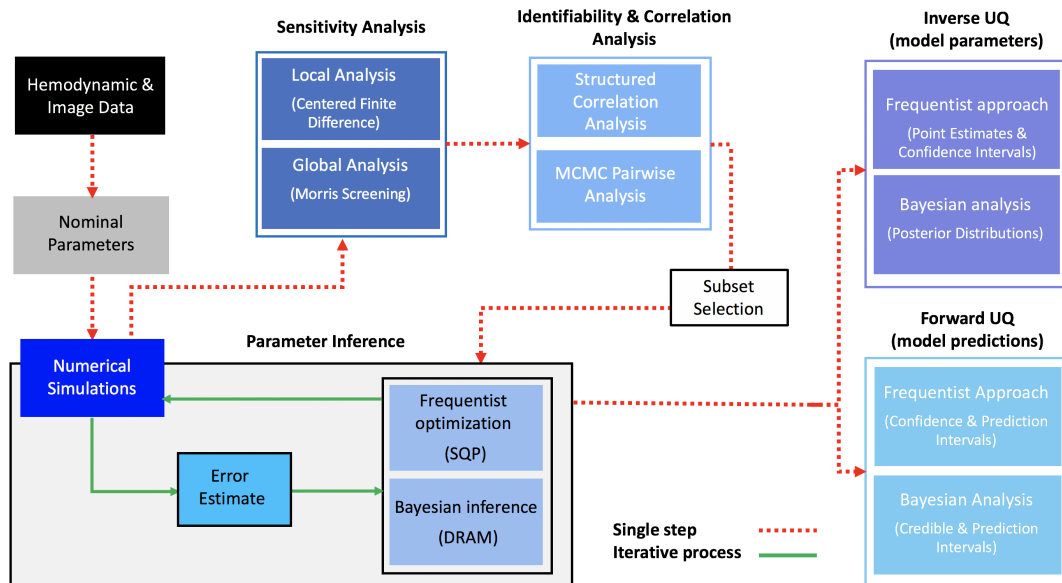 Hemodynamic &
Image Data
Nominal
Parameters
Numerical
Simulations
Sensitivity Analysis
Local Analysis
(Centered Finite
Difference)
Global Analysis
(Morris Screening)
Identifiability & Correlation
Analysis
Structured
Correlation
Analysis
MCMC Pairwise
Analysis
Subset
Selection
Parameter Inference
Error
Estimate
Frequentist
optimization
(SQP)
Bayesian inference
(DRAM)
Inverse UQ
(model parameters)
Frequentist approach
(Point Estimates &
Confidence Intervals)
Bayesian analysis
(Posterior Distributions)
Forward UQ
(model predictions)
Frequentist Approach
(Confidence & Prediction
Intervals)
Bayesian Analysis
(Credible & Prediction
Intervals)
Single step
Iterative process